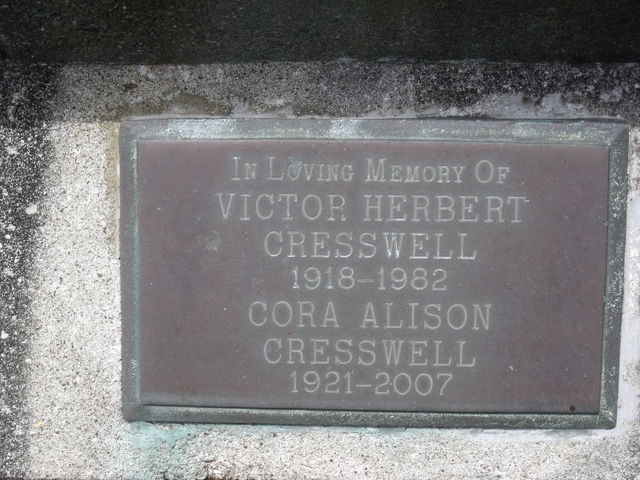 In Loving Memory Of
VICTOR HERBERT
CRESSWELL
1918-1982
CORA ALISON
CRESSWELL
1921-2007